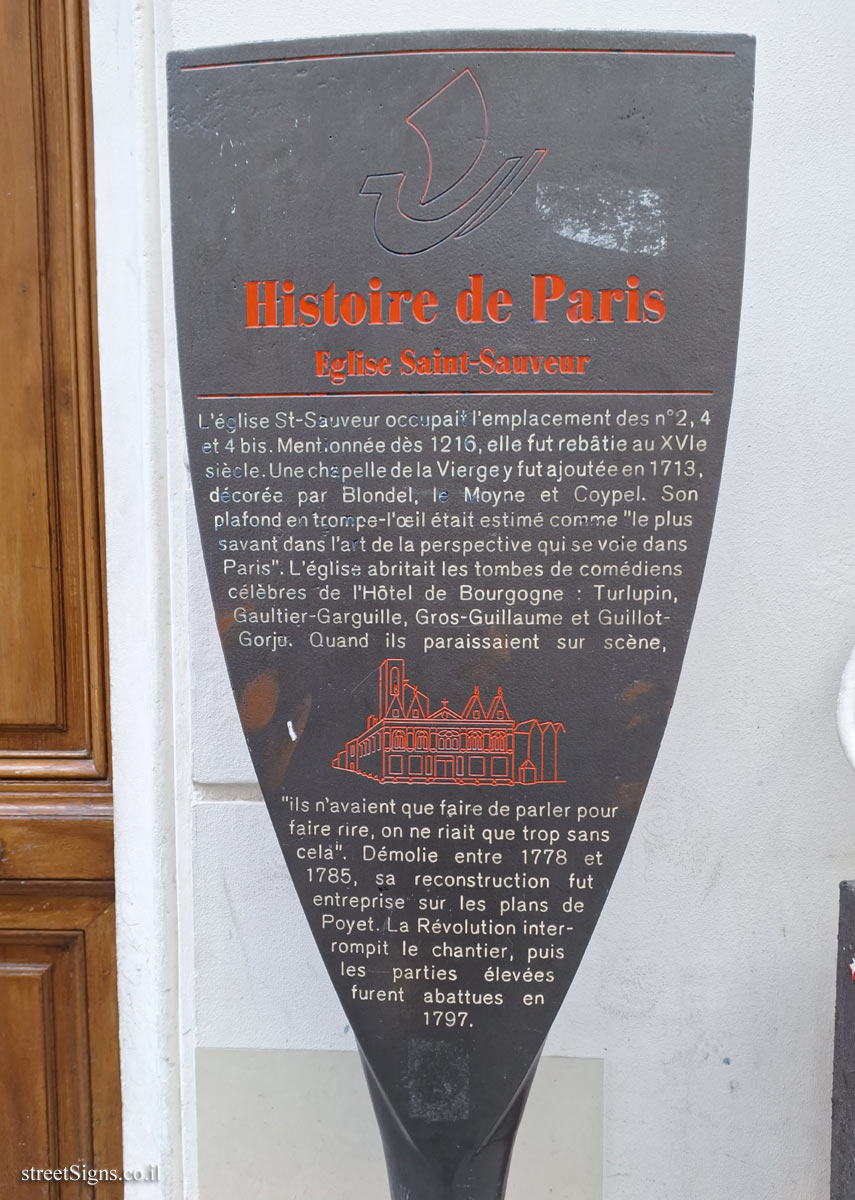 Histoire de Paris
Eglise Saint-Sauveur
L'église St-Sauveur occupait l'emplacement des n°2, 4
et 4 bis. Mentionnée dès 1216, elle fut rebâtie au XVIe
siècle. Une chapelle de la Vierge y fut ajoutée en 1713,
décorée par Blondel, le Moyne et Coypel. Son
plafond en trompe-l'œil était estimé comme "le plus
savant dans l'art de la perspective qui se voie dans
Paris". L'église abritait les tombes de comédiens
célèbres de l'Hôtel de Bourgogne : Turlupin,
Gaultier-Garguille, Gros-Guillaume et Guillot-
Gorju. Quand ils paraissaient sur scène,
"ils n'avaient que faire de parler pour
faire rire, on ne riait que trop sans
cela". Démolie entre 1778 et
1785, sa reconstruction fut
entreprise sur les plans de
Poyet. La Révolution inter-
rompit le chantier, puis
les parties élevées
furent abattues en
1797.
streetSigns.co.il